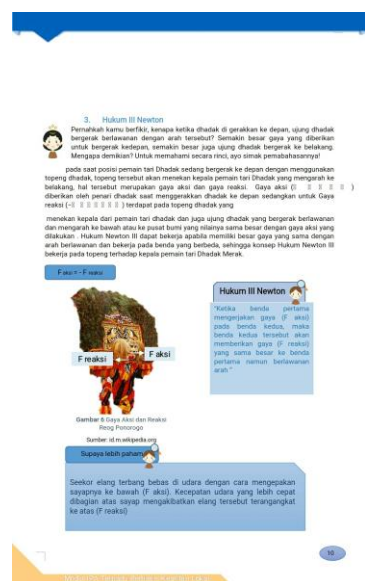 3. Hukum III Newton
Pernahkah kamu berfikir, kenapa ketika dhadak di gerakkan ke depan, ujung dhadak
bergerak berlawanan dengan arah tersebut? Semakin besar gaya yang diberikan
untuk bergerak kedepan, semakin besar juga ujung dhadak bergerak ke belakang.
Mengapa demikian? Untuk memahami secara rinci, ayo simak pemabahasannya!
pada saat posisi pemain tari Dhadak sedang bergerak ke depan dengan menggunakan
topeng dhadak, topeng tersebut akan menekan kepala pemain tari Dhadak yang mengarah ke
belakang, hal tersebut merupakan gaya aksi dan gaya reaksi. Gaya aksi ( )
diberikan oleh penari dhadak saat menggerakkan dhadak ke depan sedangkan untuk Gaya
reaksi (- ) terdapat pada topeng dhadak yang
menekan kepala dari pemain tari dhadak dan juga ujung dhadak yang bergerak berlawanan
dan mengarah ke bawah atau ke pusat bumi yang nilainya sama besar dengan gaya aksi yang
dilakukan . Hukum Newton III dapat bekerja apabila memiliki besar gaya yang sama dengan
arah berlawanan dan bekerja pada benda yang berbeda, sehingga konsep Hukum Newton III
bekerja pada topeng terhadap kepala pemain tari Dhadak Merak.
F aksi = - F reaksi
Hukum III Newton
"Ketika benda pertama
mengerjakan gaya (F aksi)
pada benda kedua, maka
benda kedua tersebut akan
memberikan gaya (F reaksi)
yang sama besar ke benda
pertama namun berlawanan
arah."
F reaksi
F aksi
Gambar 6 Gaya Aksi dan Reaksi
Reog Ponorogo
Sumber: id.m.wikipedia.org
Supaya lebih paham
Seekor elang terbang bebas di udara dengan cara mengepakan
sayapnya ke bawah (F aksi). Kecepatan udara yang lebih cepat
dibagian atas sayap mengakibatkan elang tersebut terangangkat
ke atas (F reaksi)
10